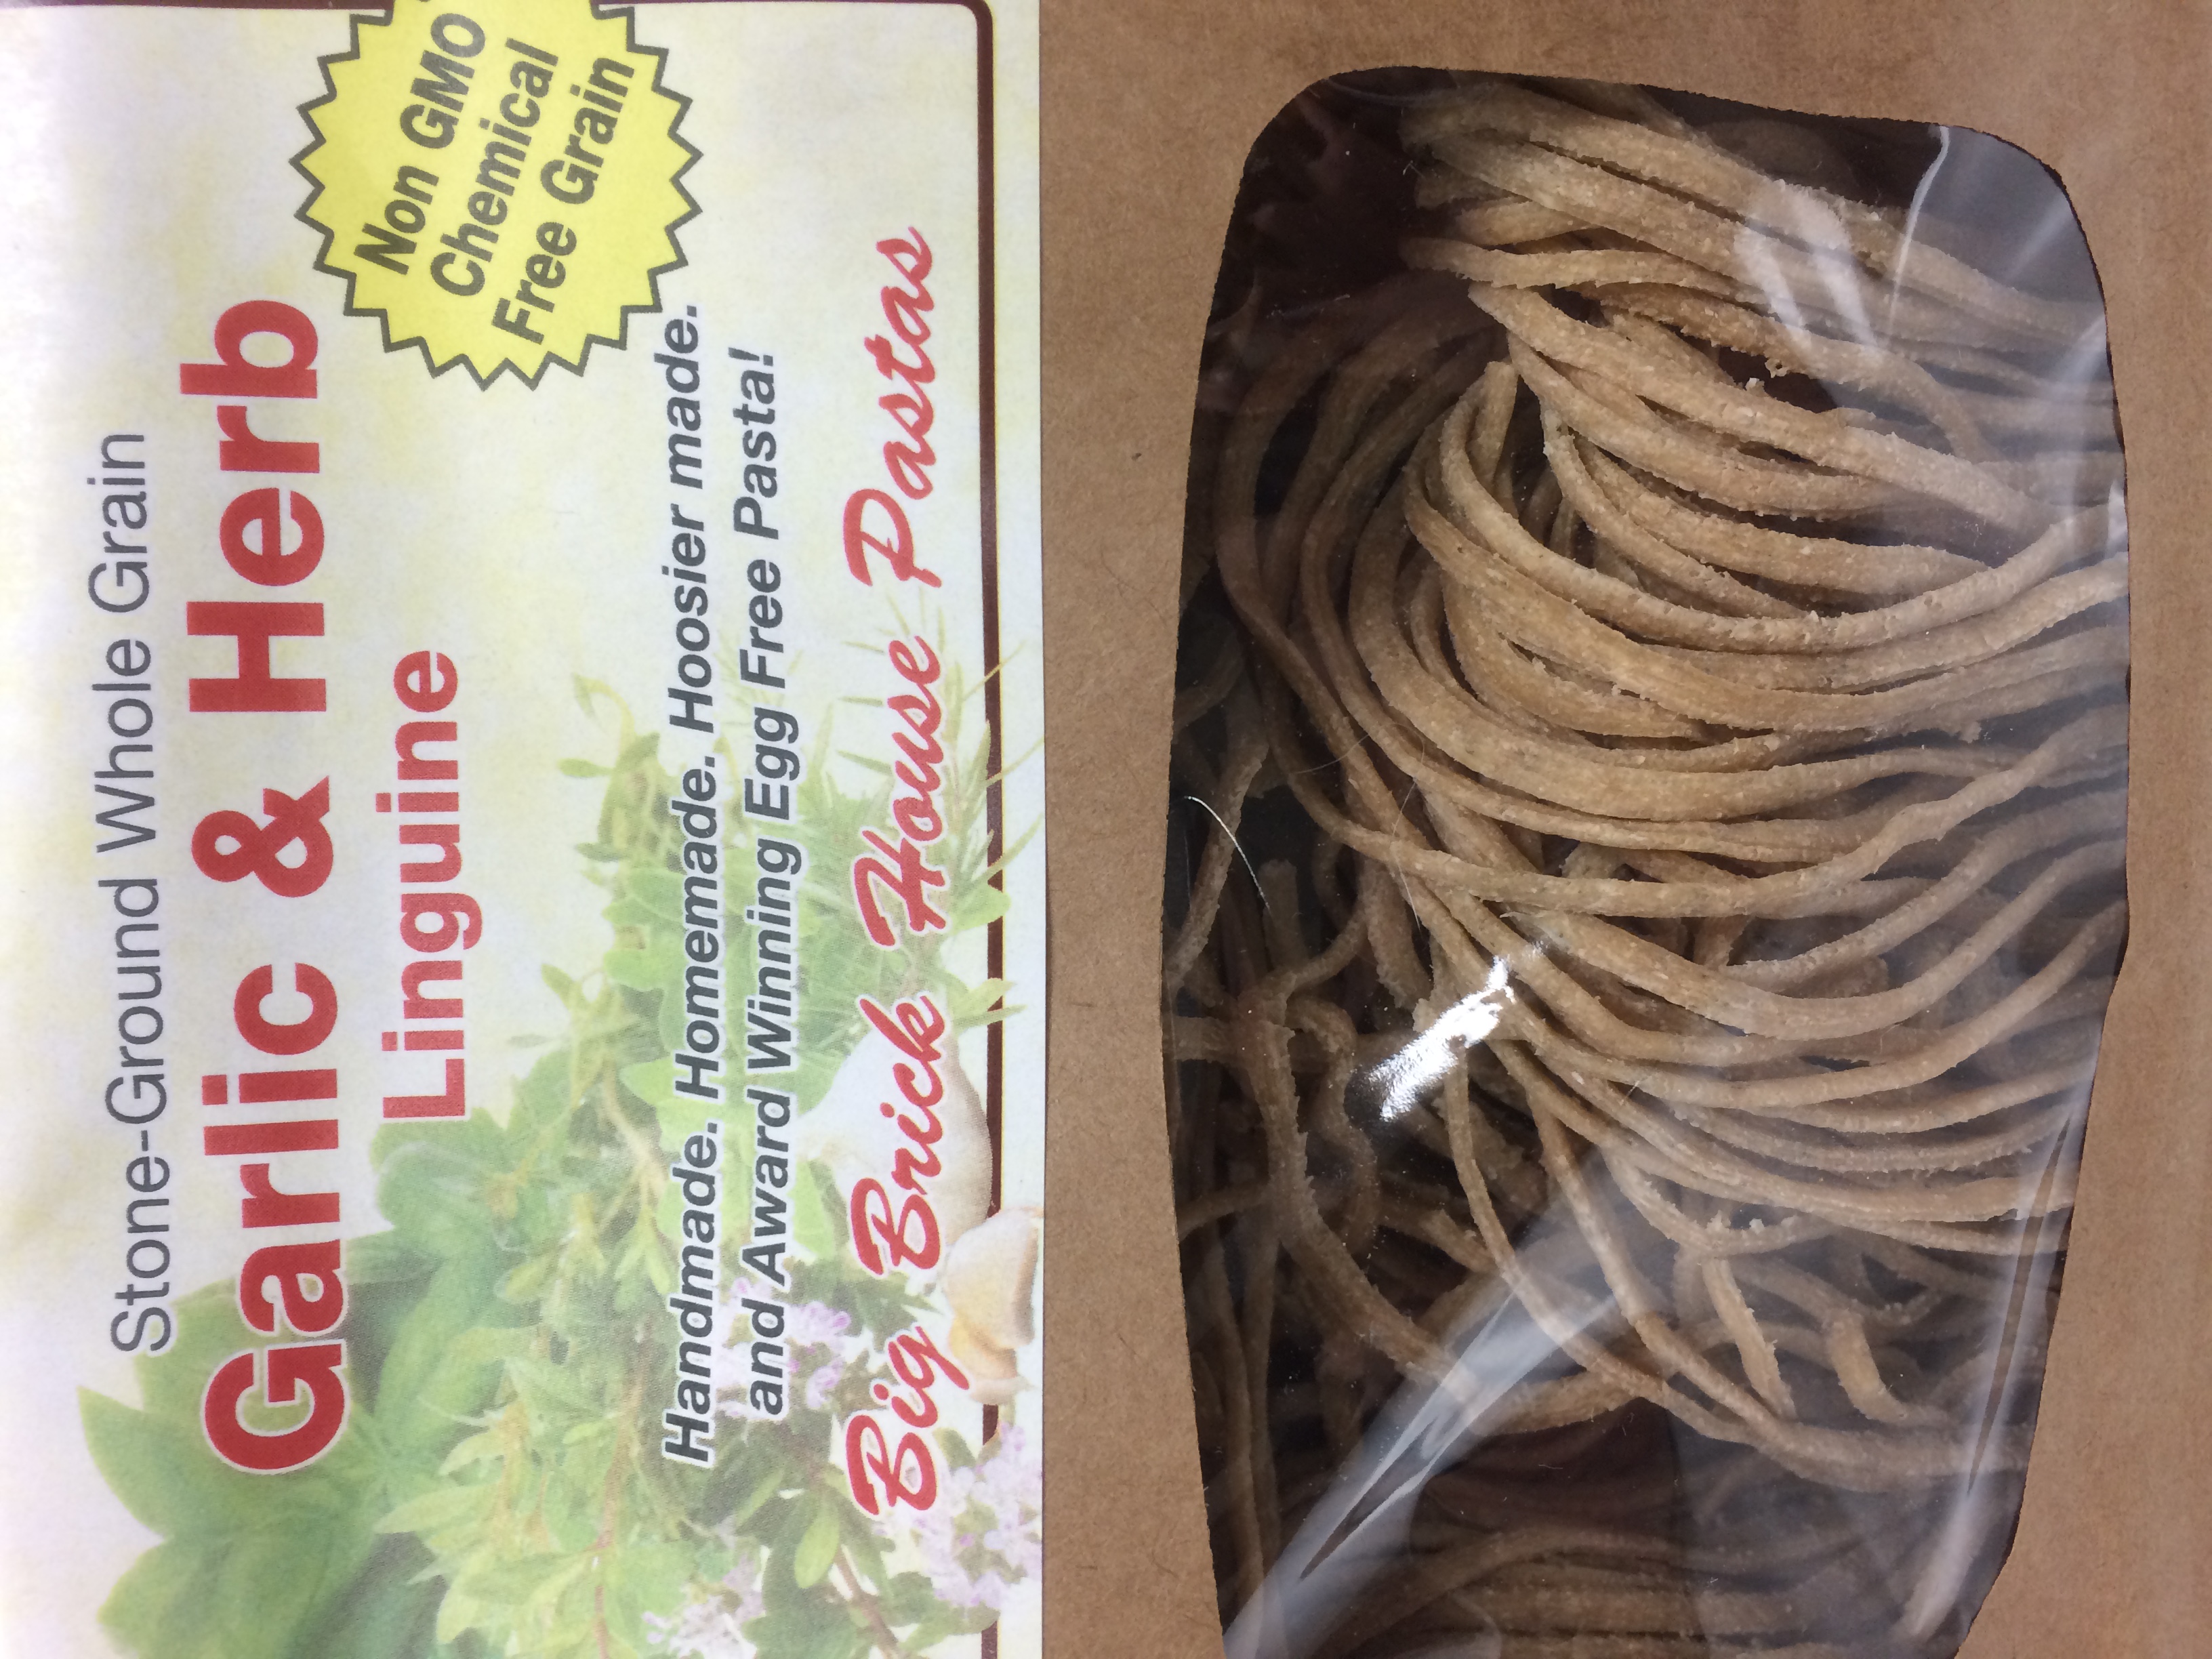 Stone-Ground Whole Grain
Garlic & Herb
Linguine
Non GMO
Chemical
Free Grain
Handmade. Homemade. Hoosier made.
and Award Winning Egg Free Pasta!
Big Brick House Pastas